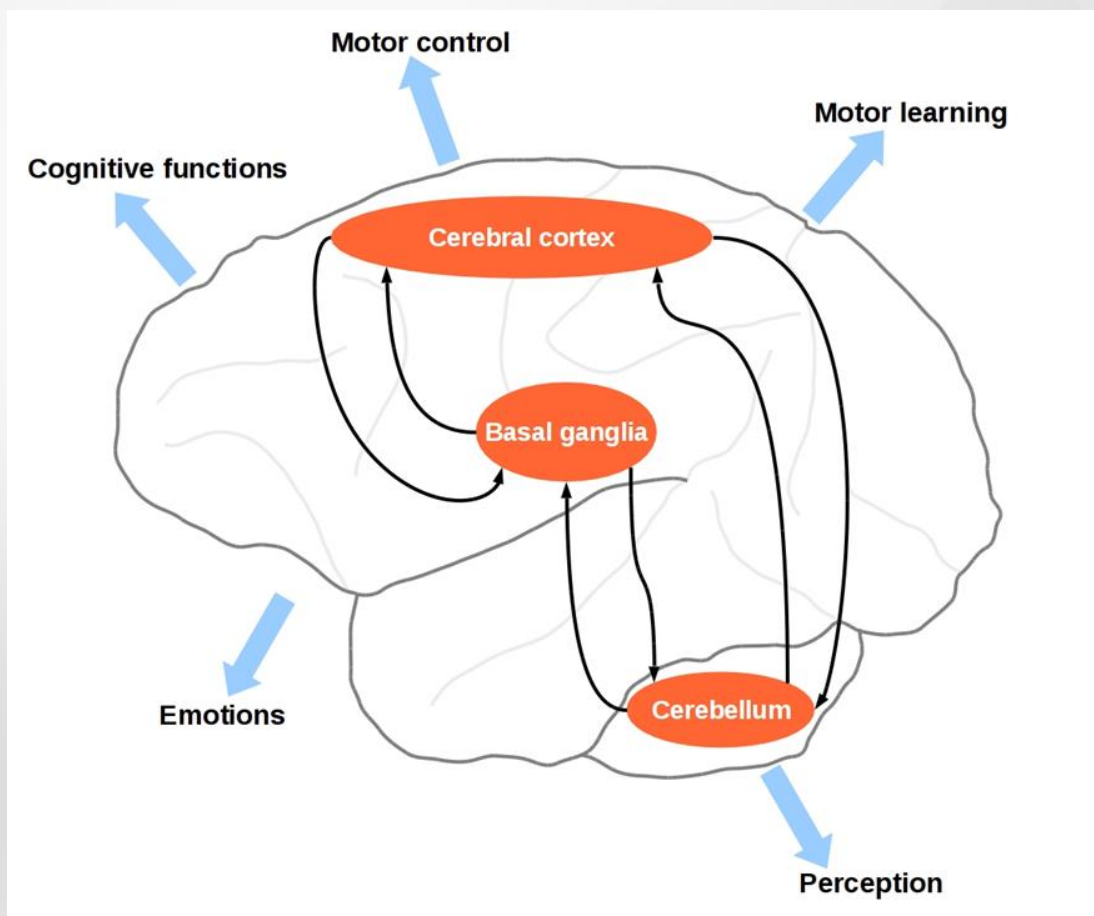 Motor control
Motor learning
Cognitive functions
Cerebral cortex
Basal ganglia
Emotions
Cerebellum
Perception